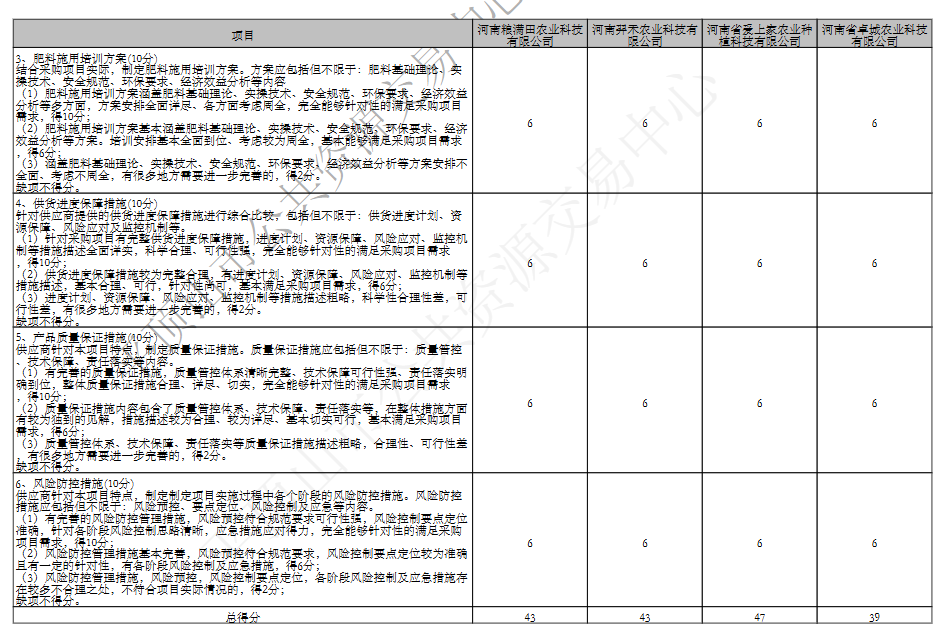 项目
河南粮满田农业科技有限公司
河南羿禾农业科技有限公司
河南省爱上家农业种植科技有限公司
河南省卓城农业科技有限公司
3、肥料施用培训方案(10分)
结合采购项目实际，制定肥料施用培训方案。方案应包括但不限于：肥料基础理论、实
操技术、安全规范、环保要求、经济效益分析等内容
（1）肥料施用培训方案涵盖肥料基础理论、实操技术、安全规范、环保要求、经济效益
分析等多方面，方案安排全面详尽、各方面考虑周全，完全能够针对性的满足采购项目
需求，得10分；
（2）肥料施用培训方案基本涵盖肥料基础理论、实操技术、安全规范、环保要求、经济
效益分析等方案。培训安排基本全面到位、考虑较为周全，基本能够满足采购项目需求
，得6分；
（3）涵盖肥料基础理论、实操技术、安全规范、环保要求、经济效益分析等方案安排不
全面、考虑不周全，有很多地方需要进一步完善的，得2分。
缺项不得分。
6 6 6 6
4、供货进度保障措施(10分)
针对供应商提供的供货进度保障措施进行综合比较，包括但不限于：供货进度计划、资
源保障、风险应对及监控机制等。
（1）针对采购项目有完整供货进度保障措施，进度计划、资源保障、风险应对、监控机
制等措施描述全面详实，科学合理、可行性强，完全能够针对性的满足采购项目需求
，得10分；
（2）供货进度保障措施较为完整合理，有进度计划、资源保障、风险应对、监控机制等
措施描述，基本合理、可行，针对性尚可，基本满足采购项目需求，得6分；
（3）进度计划、资源保障、风险应对、监控机制等措施描述粗略，科学性合理性差，可
行性差，有很多地方需要进一步完善的，得2分。
缺项不得分。
6 6 6 6
5、产品质量保证措施(10分)
供应商针对本项目特点，制定质量保证措施。质量保证措施应包括但不限于：质量管控
、技术保障、责任落实等内容。
（1）有完善的质量保证措施，质量管控体系清晰完整、技术保障可行性强、责任落实明
确到位，整体质量保证措施合理、详尽、切实，完全能够针对性的满足采购项目需求
，得10分；
（2）质量保证措施内容包含了质量管控体系、技术保障、责任落实等，在整体措施方面
有较为独到的见解，措施描述较为合理、较为详尽、基本切实可行，基本满足采购项目
需求，得6分；
（3）质量管控体系、技术保障、责任落实等质量保证措施描述粗略，合理性、可行性差
，有很多地方需要进一步完善的，得2分。
缺项不得分。
6 6 6 6
6、风险防控措施(10分)
供应商针对本项目特点，制定制定项目实施过程中各个阶段的风险防控措施。风险防控
措施应包括但不限于：风险预控、要点定位、风险控制及应急等内容。
（1）有完善的风险防控管理措施，风险预控符合规范要求可行性强，风险控制要点定位
准确，针对各阶段风险控制思路清晰，应急措施应对得力，完全能够针对性的满足采购
项目需求，得10分；
（2）风险防控管理措施基本完善，风险预控符合规范要求，风险控制要点定位较为准确
且有一定的针对性，有各阶段风险控制及应急措施，得6分；
（3）风险防控管理措施，风险预控，风险控制要点定位，各阶段风险控制及应急措施存
在较多不合理之处，不符合项目实际情况的，得2分；
缺项不得分。
6 6 6 6
总得分 43 43 47 39